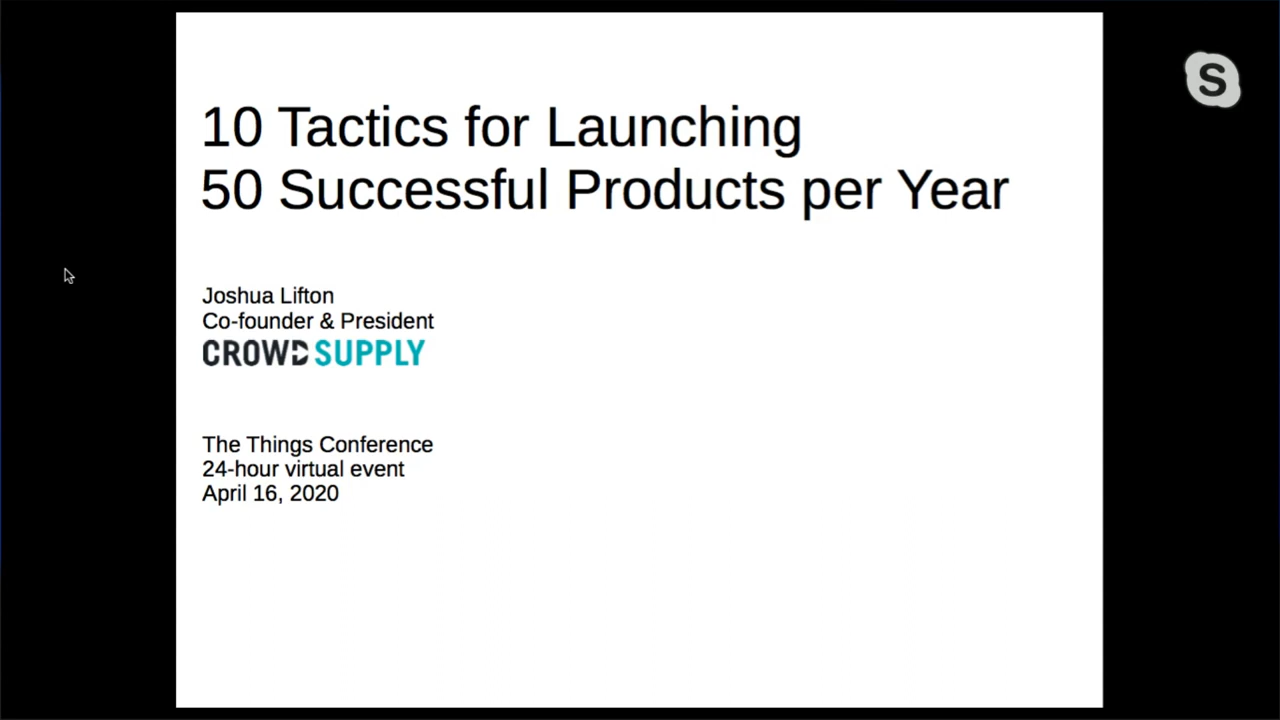 10 Tactics for Launching
50 Successful Products per Year
Joshua Lifton
Co-founder & President
CROWD SUPPLY
The Things Conference
24-hour virtual event
April 16, 2020
S